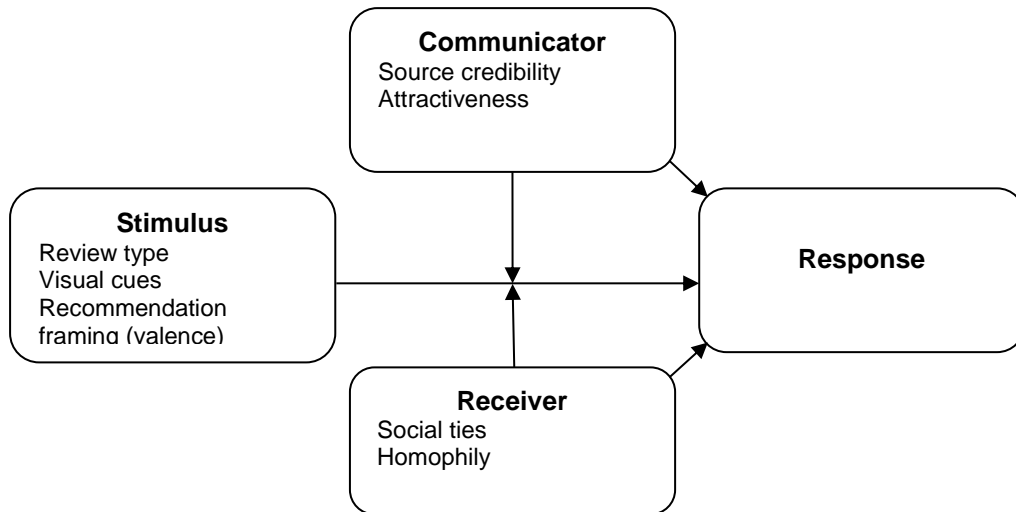 Communicator
Source credibility
Attractiveness
Stimulus
Review type
Visual cues
Recommendation
framing (valence)
Response
Receiver
Social ties
Homophily